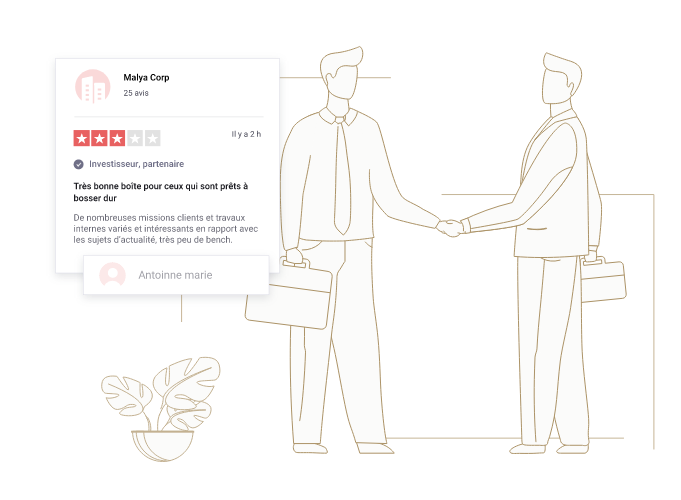 Malya Corp
25 avis
Il y a 2 h
Investisseur, partenaire
Très bonne boîte pour ceux qui sont prêts à
bosser dur
De nombreuses missions clients et travaux
internes variés et intéressants en rapport avec
les sujets d'actualité, très peu de bench.
Antoinne marie